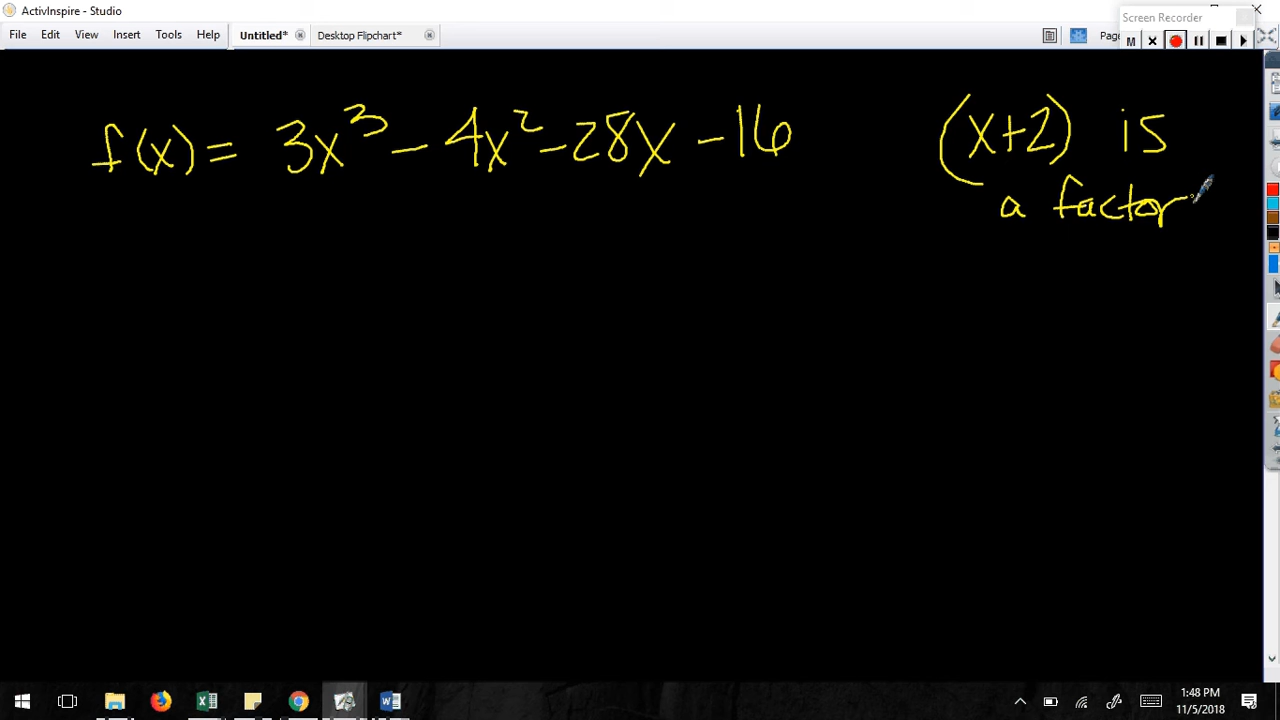 ActivInspire - Studio
Screen Recorder
File Edit View Insert Tools Help Untitled* Desktop Flipchart* Page
M
f(x) = 3x³ - 4x² - 28x - 16 (x+2) is
a factor
1:48 PM
11/5/2018